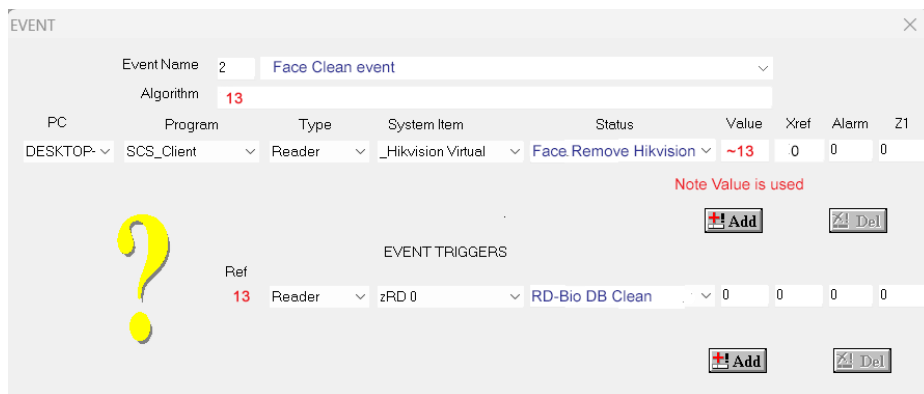 EVENT
Event Name 2 Face Clean event
Algorithm 13
PC Program Type System Item Status Value Xref Alarm Z1
DESKTOP- SCS_Client Reader _Hikvision Virtual Face.Remove Hikvision ~13 0 0 0
Note Value is used
Add Del
EVENT TRIGGERS
Ref
13 Reader zRD 0 RD-Bio DB Clean 0 0 0 0
Add Del
?